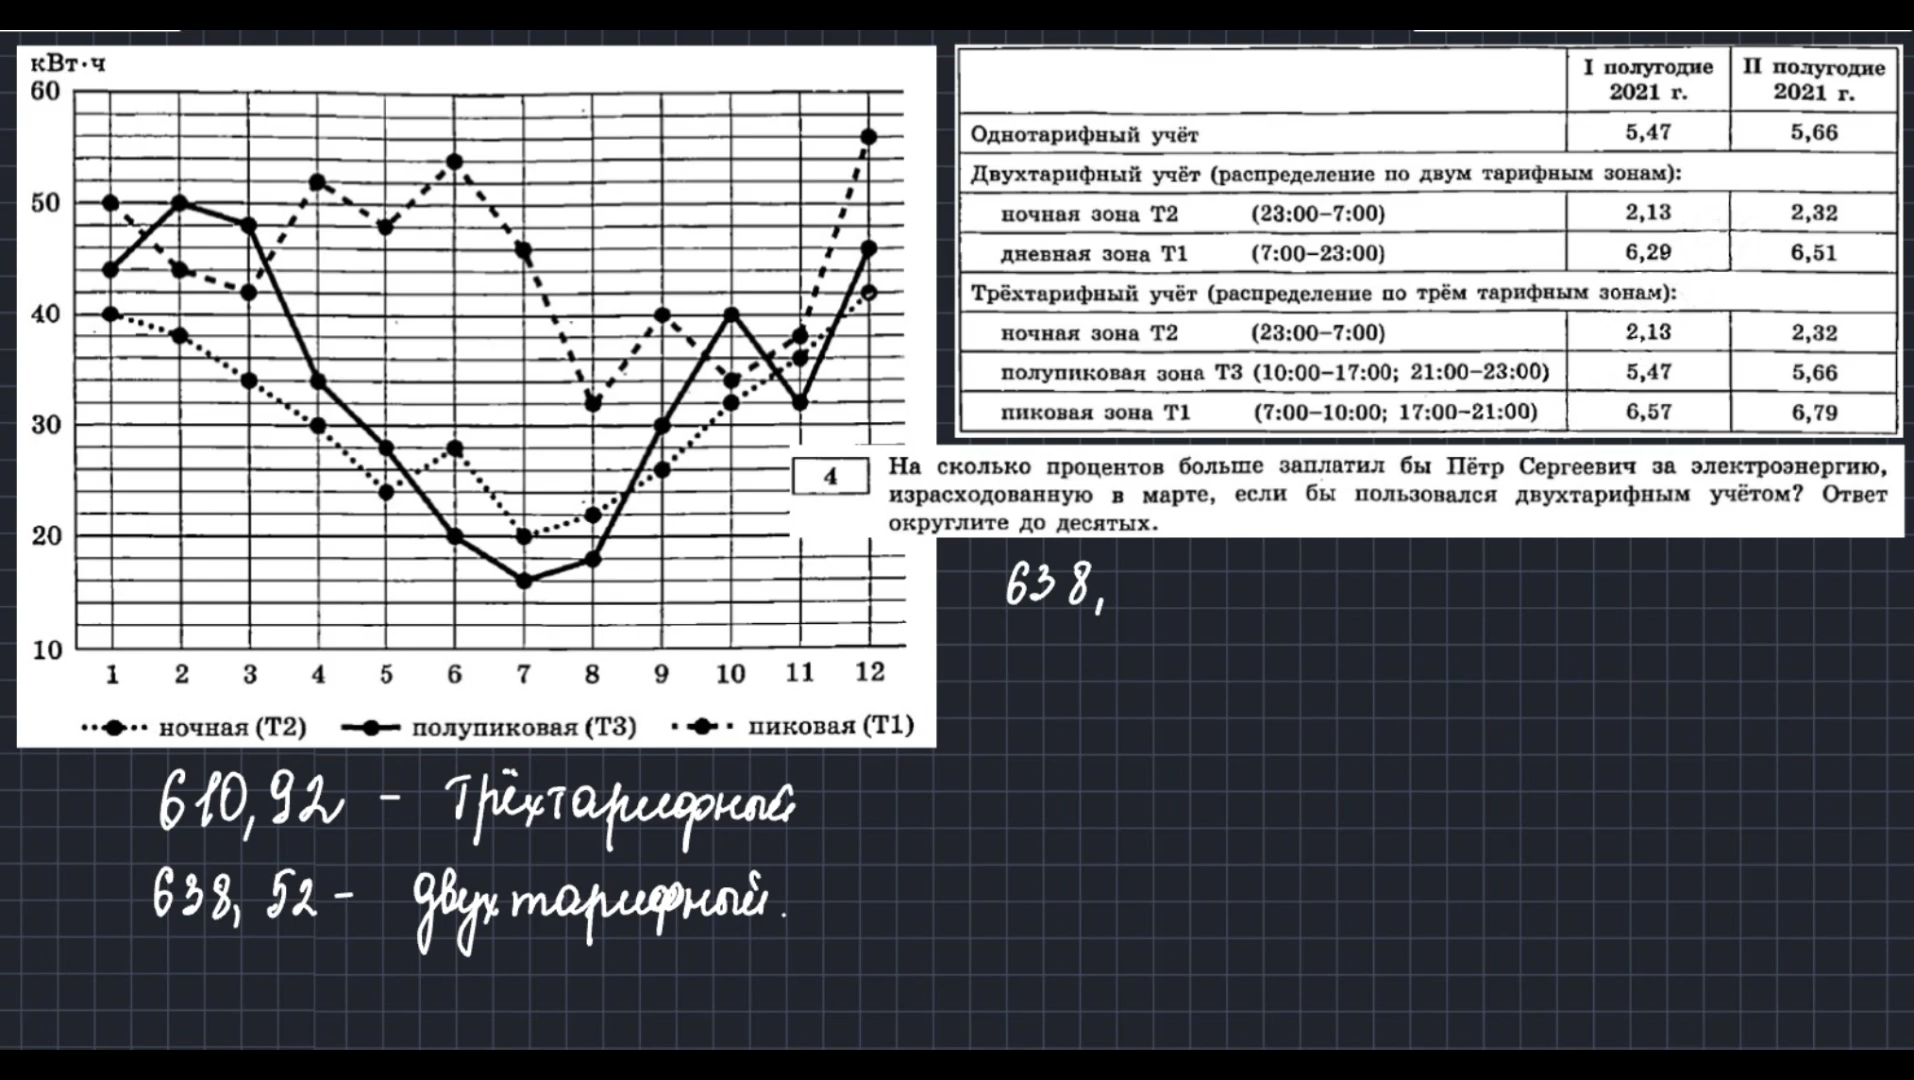 кВт·ч
60
50
40
30
20
10
1 2 3 4 5 6 7 8 9 10 11 12
ночная (Т2) полупиковая (Т3) пиковая (Т1)
I полугодие 2021 г. II полугодие 2021 г.
Однотарифный учёт 5,47 5,66
Двухтарифный учёт (распределение по двум тарифным зонам):
ночная зона Т2 (23:00–7:00) 2,13 2,32
дневная зона Т1 (7:00–23:00) 6,29 6,51
Трёхтарифный учёт (распределение по трём тарифным зонам):
ночная зона Т2 (23:00–7:00) 2,13 2,32
полупиковая зона Т3 (10:00–17:00; 21:00–23:00) 5,47 5,66
пиковая зона Т1 (7:00–10:00; 17:00–21:00) 6,57 6,79
4 На сколько процентов больше заплатил бы Пётр Сергеевич за электроэнергию,
израсходованную в марте, если бы пользовался двухтарифным учётом? Ответ
округлите до десятых.
638,
610,92 – трёхтарифный
638,52 – двухтарифный.